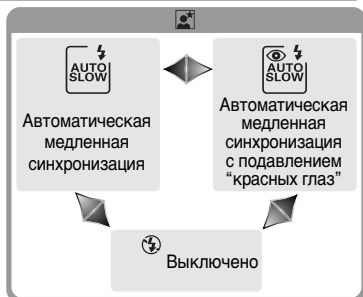 AUTO
SLOW
Автоматическая
медленная
синхронизация
AUTO
SLOW
Автоматическая
медленная
синхронизация
с подавлением
“красных глаз”
Выключено